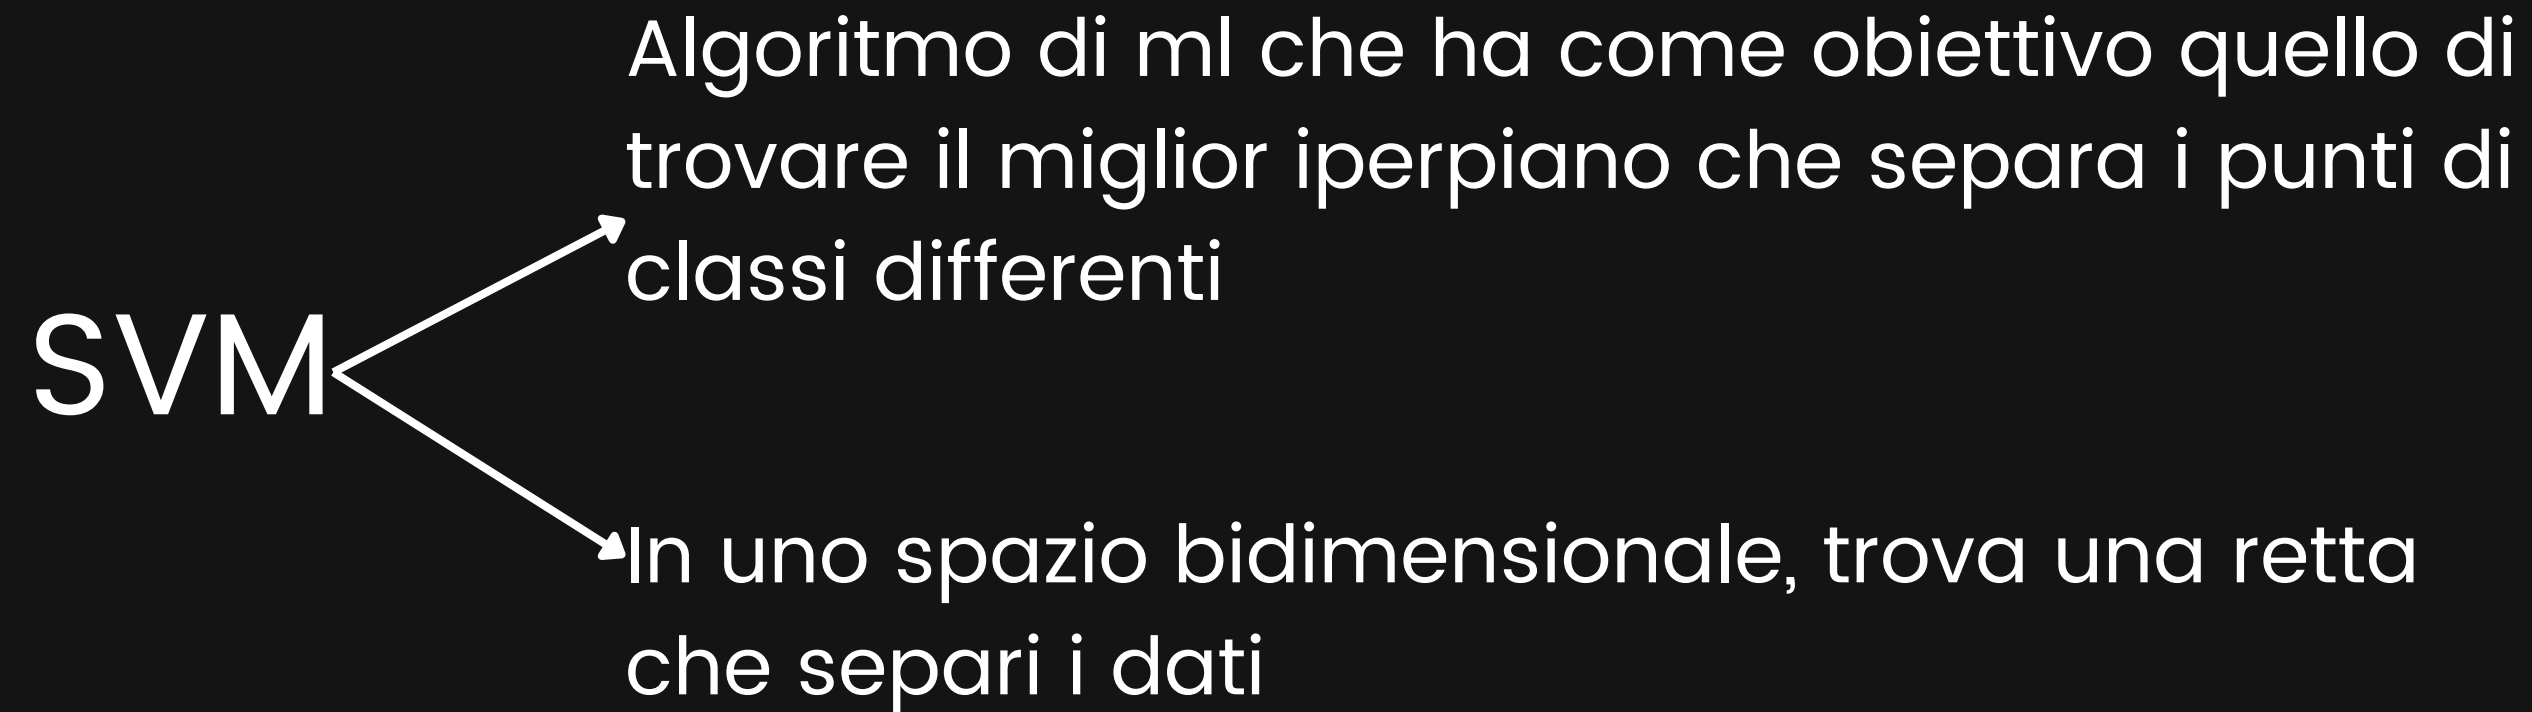 Algoritmo di ml che ha come obiettivo quello di
trovare il miglior iperpiano che separa i punti di
classi differenti
SVM
In uno spazio bidimensionale, trova una retta
che separi i dati